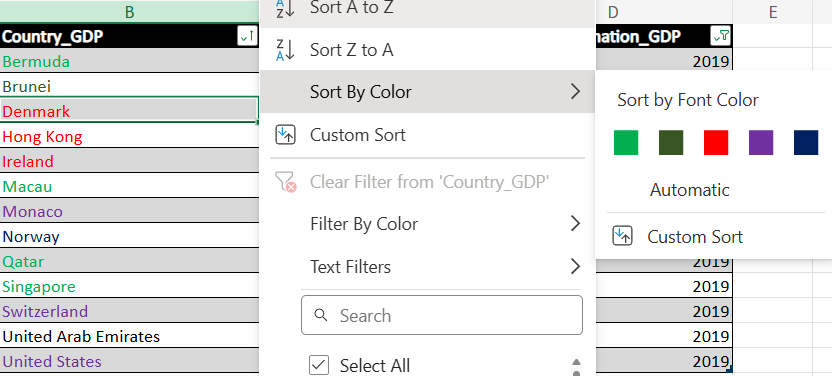 B
D
E
Country_GDP
nation_GDP
Bermuda
2019
Brunei
Denmark
Hong Kong
Ireland
Macau
Monaco
Norway
Qatar
2019
Singapore
2019
Switzerland
2019
United Arab Emirates
2019
United States
2019
Sort A to Z
Sort Z to A
Sort By Color
Custom Sort
Clear Filter from 'Country_GDP'
Filter By Color
Text Filters
Search
Select All
Sort by Font Color
Automatic
Custom Sort